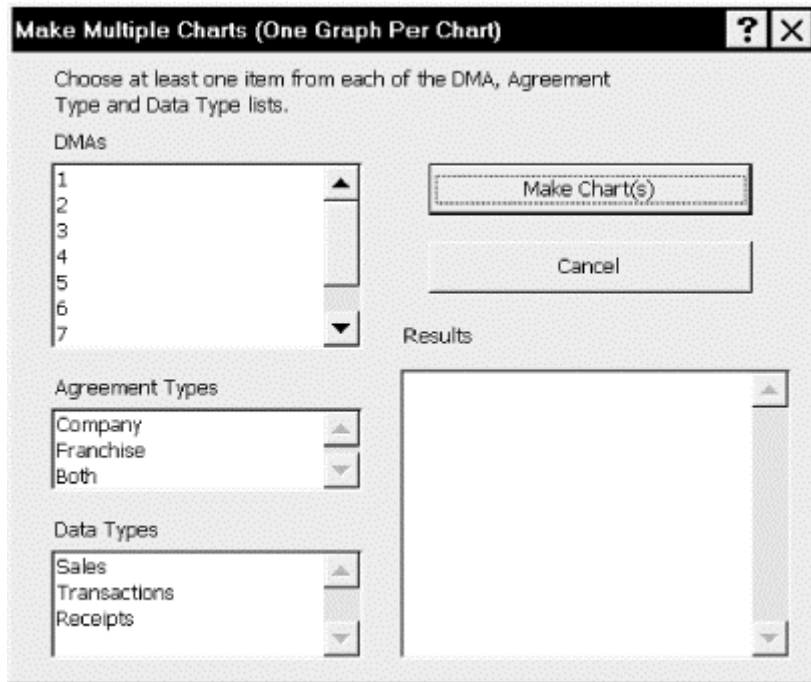 Make Multiple Charts (One Graph Per Chart)
? X
Choose at least one item from each of the DMA, Agreement
Type and Data Type lists.
DMAs
1
2
3
4
5
6
7
Make Chart(s)
Cancel
Agreement Types
Company
Franchise
Both
Data Types
Sales
Transactions
Receipts
Results